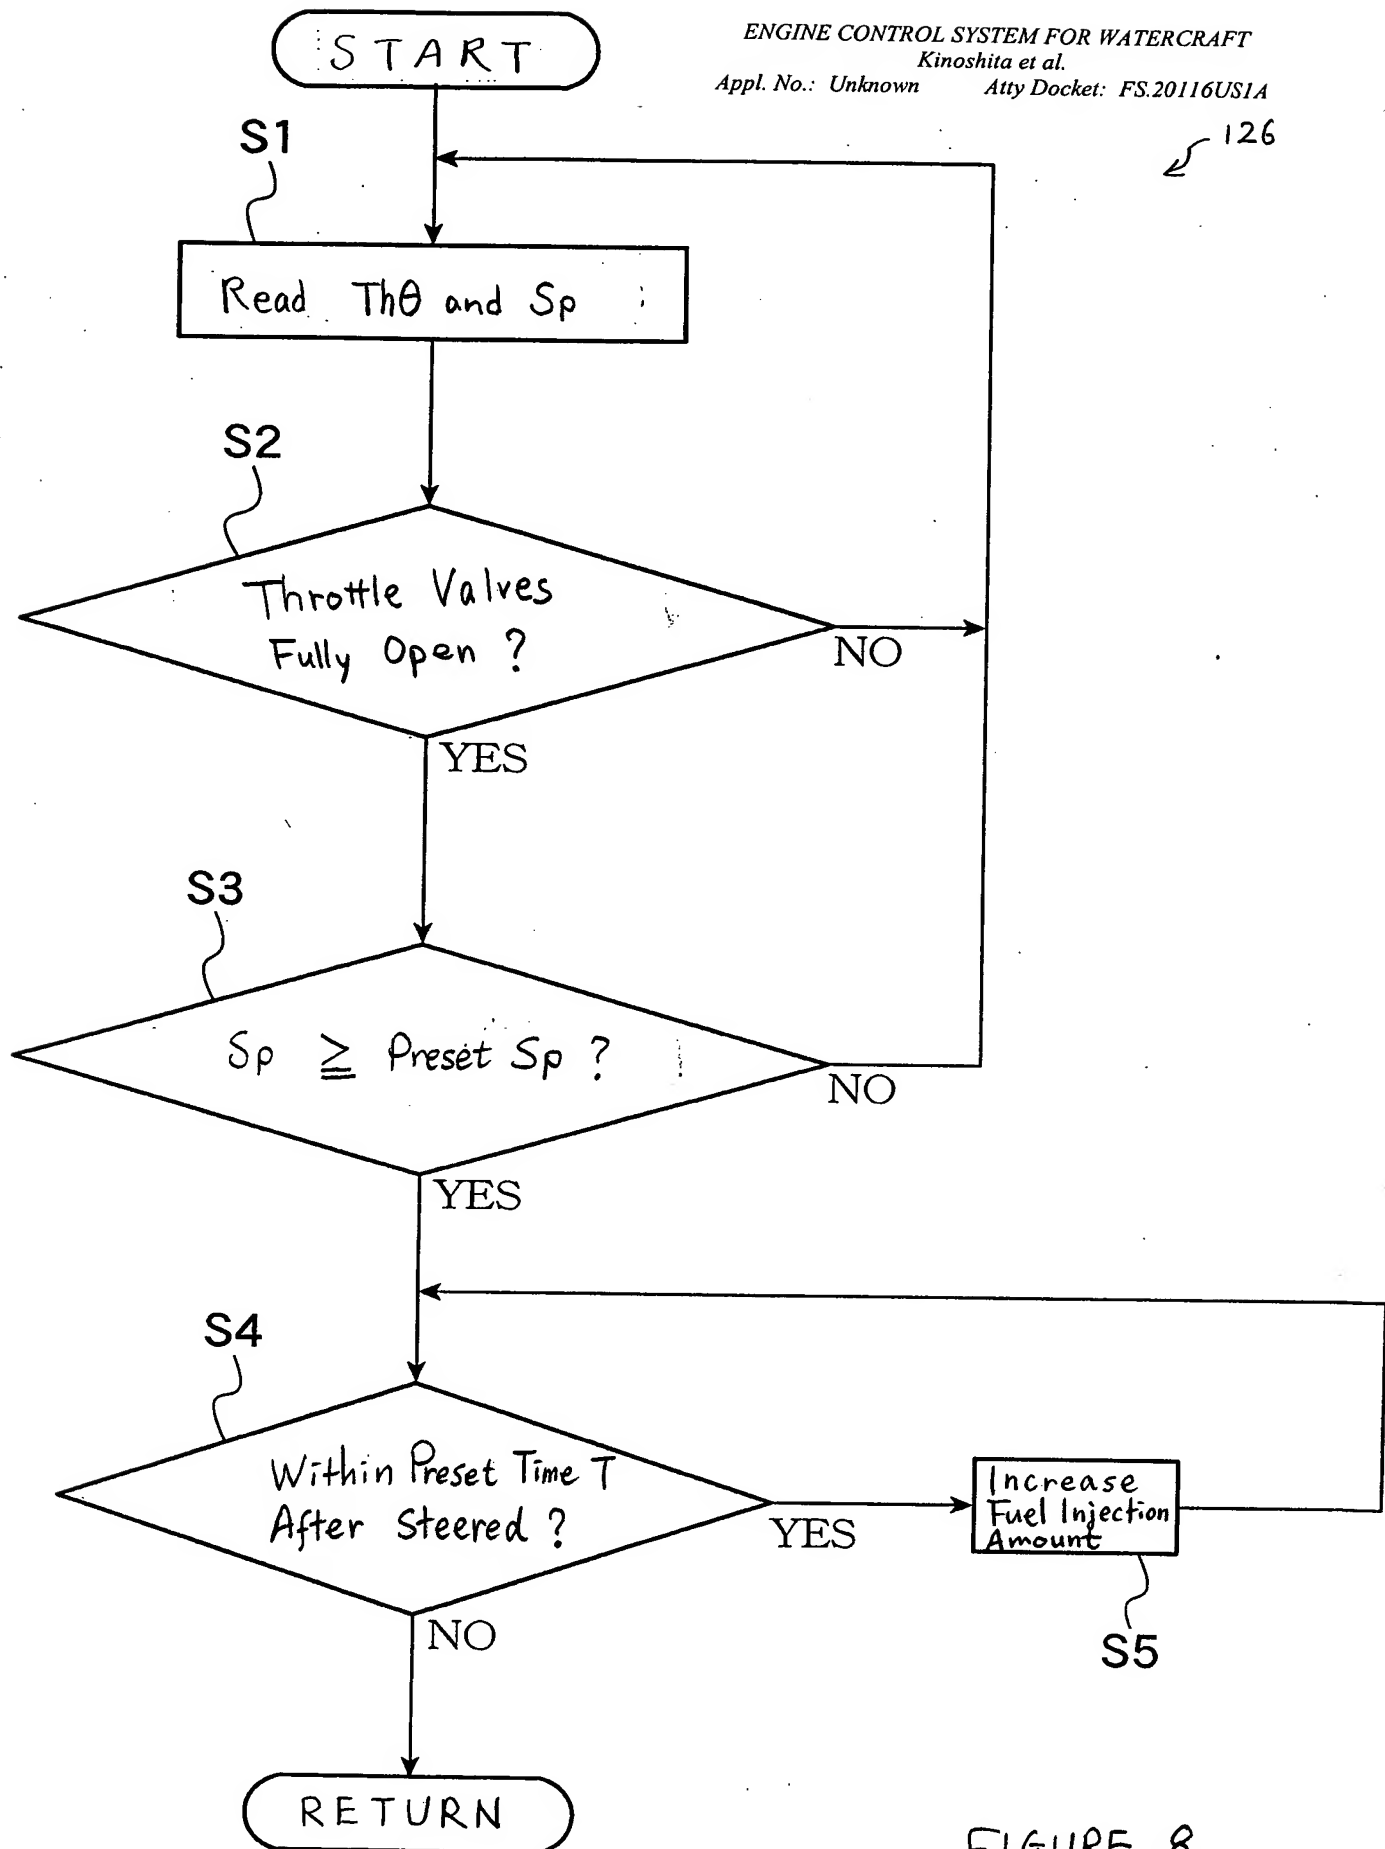 START
ENGINE CONTROL SYSTEM FOR WATERCRAFT
Kinoshita et al.
Appl. No.: Unknown Atty Docket: FS.20116US1A
126
S1
Read Thθ and Sp
S2
Throttle Valves
Fully Open ?
NO
YES
S3
Sp ≧ Preset Sp ?
NO
YES
S4
Within Preset Time T
After Steered ?
YES
Increase
Fuel Injection
Amount
S5
NO
RETURN
FIGURE 8